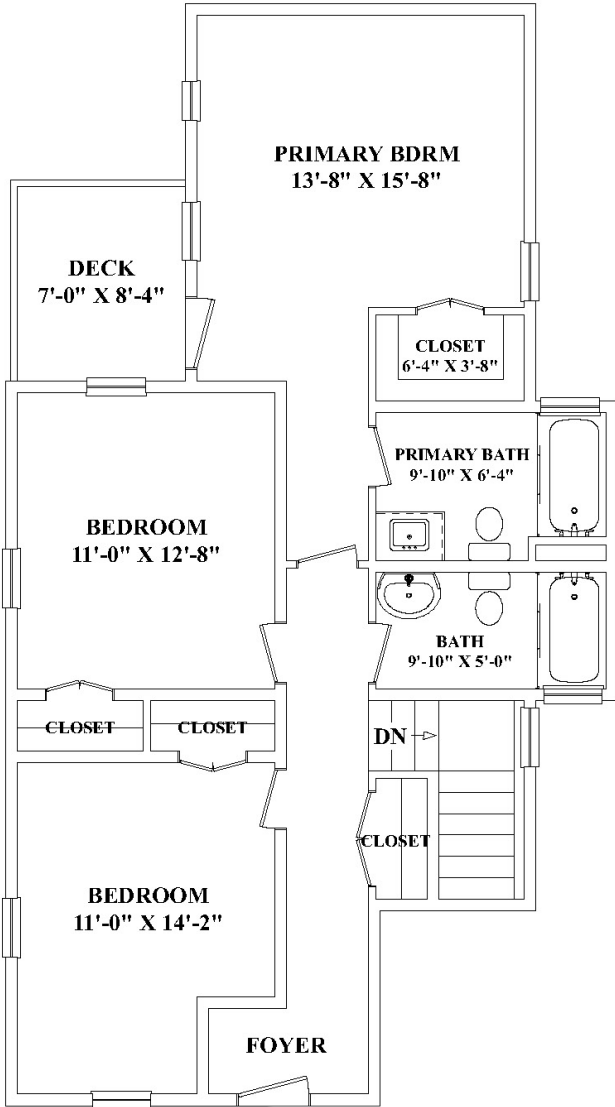 PRIMARY BDRM
13'-8" X 15'-8"
DECK
7'-0" X 8'-4"
CLOSET
6'-4" X 3'-8"
PRIMARY BATH
9'-10" X 6'-4"
BEDROOM
11'-0" X 12'-8"
BATH
9'-10" X 5'-0"
CLOSET
CLOSET
DN
CLOSET
BEDROOM
11'-0" X 14'-2"
FOYER